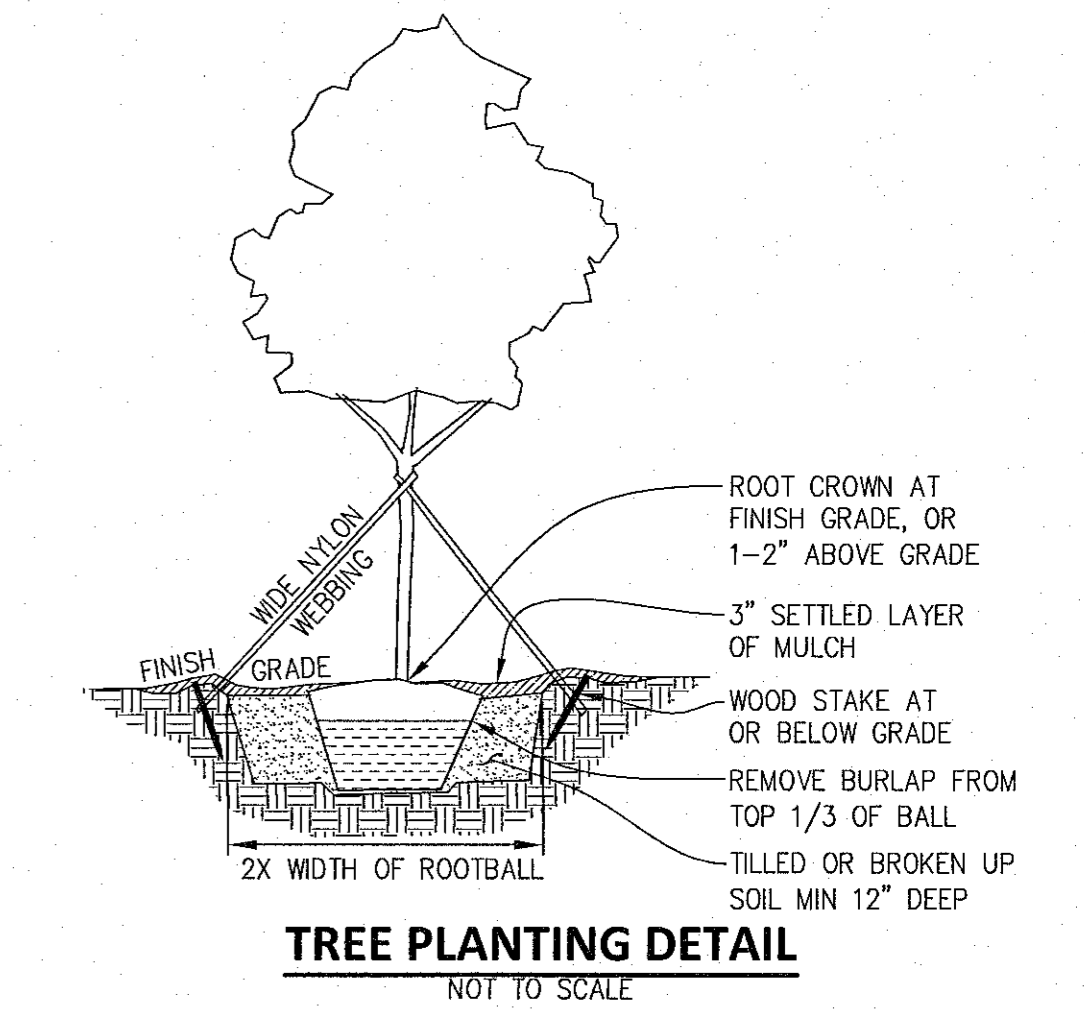 ROOT CROWN AT
FINISH GRADE, OR
1-2" ABOVE GRADE
WIDE NYLON
WEBBING
3" SETTLED LAYER
OF MULCH
FINISH GRADE
WOOD STAKE AT
OR BELOW GRADE
REMOVE BURLAP FROM
TOP 1/3 OF BALL
2X WIDTH OF ROOTBALL
TILLED OR BROKEN UP
SOIL MIN 12" DEEP
TREE PLANTING DETAIL
NOT TO SCALE